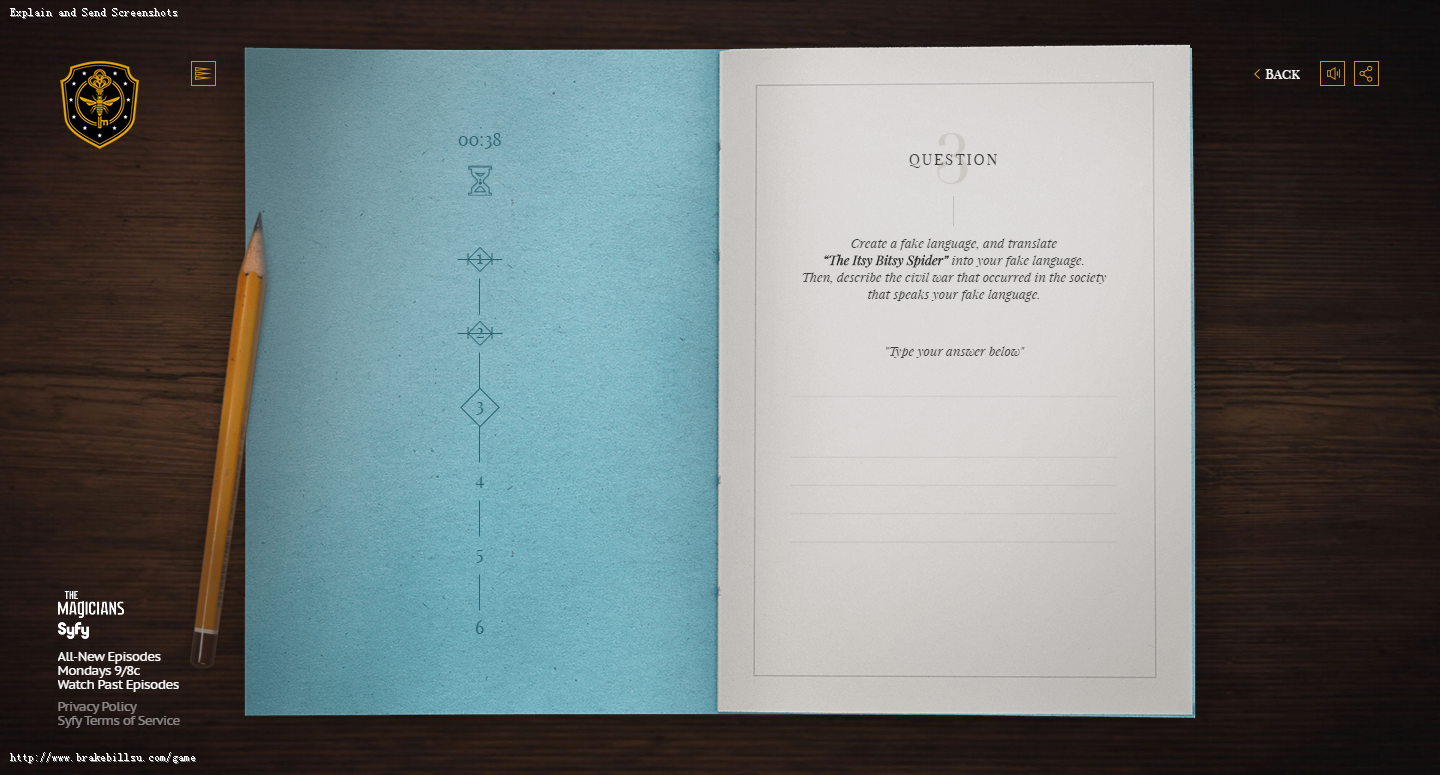 Explain and Send Screenshots
BACK
00:38
1
2
3
4
5
6
3
QUESTION
Create a fake language, and translate
“The Itsy Bitsy Spider” into your fake language.
Then, describe the civil war that occurred in the society
that speaks your fake language.
"Type your answer below"
THE
MAGICIANS
Syfy
All-New Episodes
Mondays 9/8c
Watch Past Episodes
Privacy Policy
Syfy Terms of Service
http://www.brakebillsu.com/game